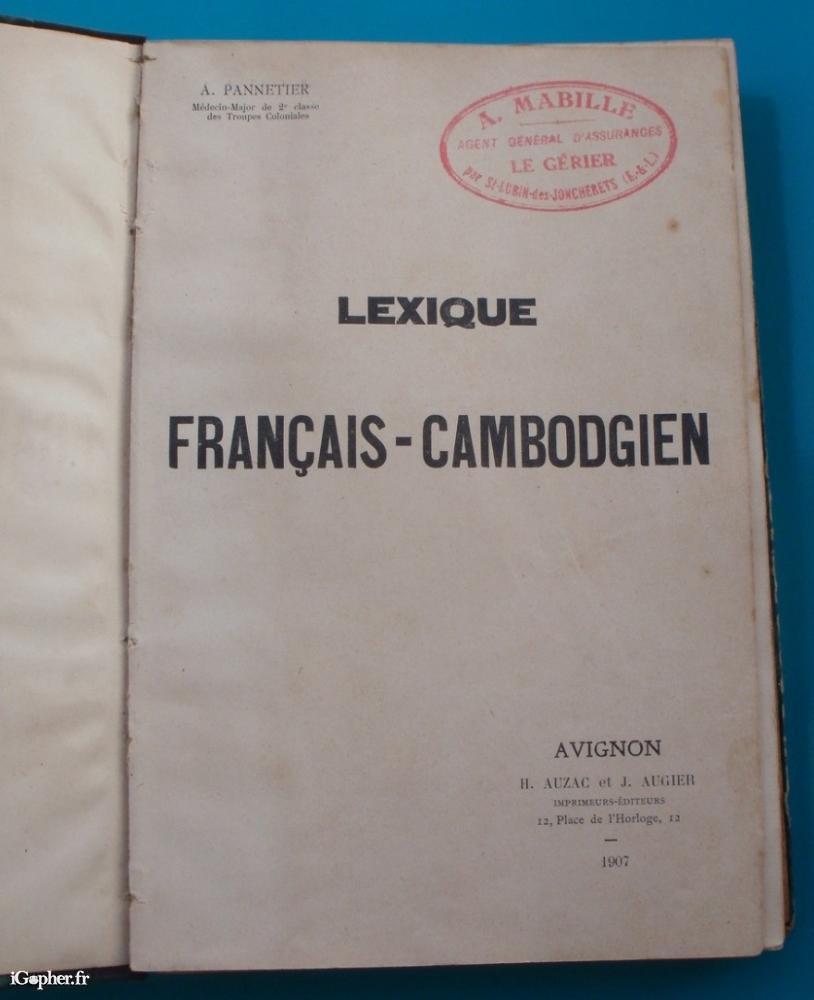 A. PANNETIER
Médecin-Major de 2e classe
des Troupes Coloniales
A. MABILLE
AGENT GÉNÉRAL D'ASSURANCES
LE GÉRIER
par St-LUBIN-des-JONCHERETS (E.-&-L.)
LEXIQUE
FRANÇAIS-CAMBODGIEN
AVIGNON
H. AUZAC et J. AUGIER
IMPRIMEURS-ÉDITEURS
12, Place de l'Horloge, 12
1907
iGopher.fr